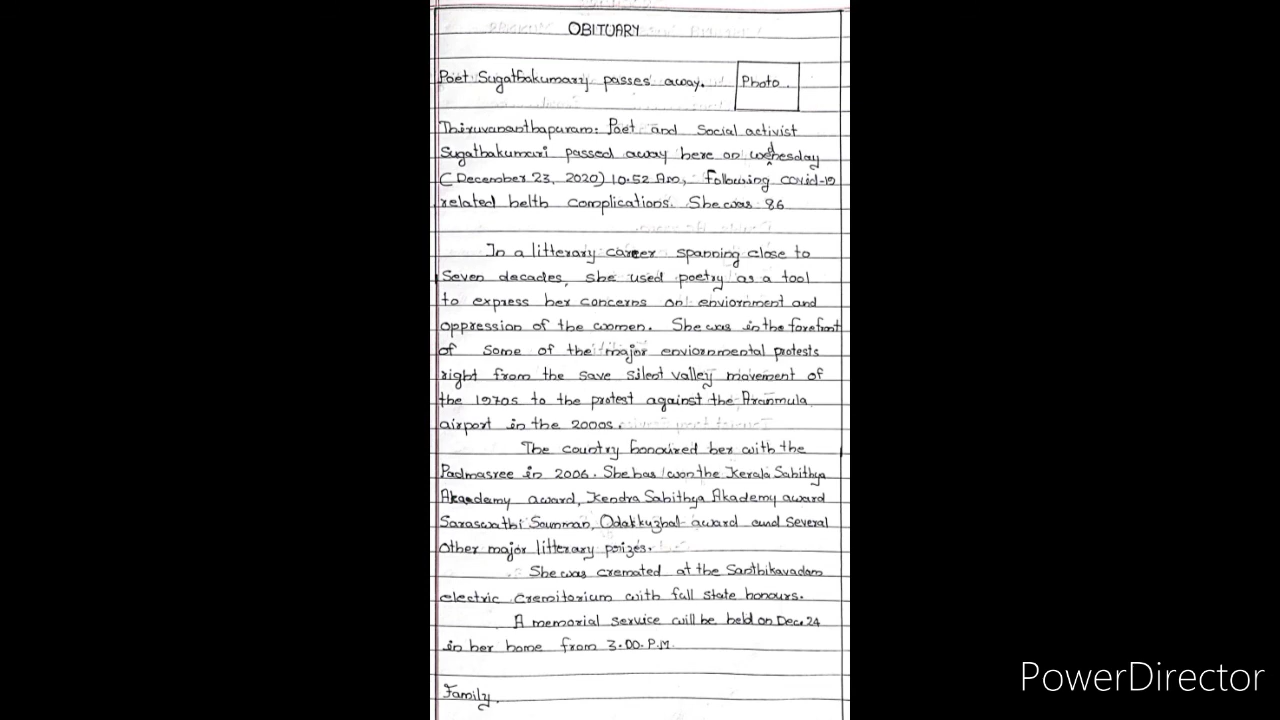 OBITUARY
Poet Sugathakumarij passes away.
Photo.
Thiruvananthapuram: Poet and Social activist
Sugathakumari passed away here on wednesday
(December 23, 2020) 10.52 Am, following covid-19
related helth complications. She was 86
In a litterary career spanning close to
Seven decades, she used poetry as a tool
to express her concerns on enviornment and
oppression of the women. She was in the forefront
of some of the major enviornmental protests
right from the save silent valley movement of
the 1970s to the protest against the Aranmula
airport in the 2000s.
The country honoured her with the
Padmasree in 2006. She has won the Kerala Sahithya
Akaademy award, Kendra Sahithya Akademy award
Saraswathi Samman, Odakkuzhal award and several
Other major litterary prizes.
She was cremated at the Santhikavadam
electric Cremitorium with full state honours.
A memorial service will be held on Dec. 24
in her home from 3.00. P.M.
Family.
PowerDirector